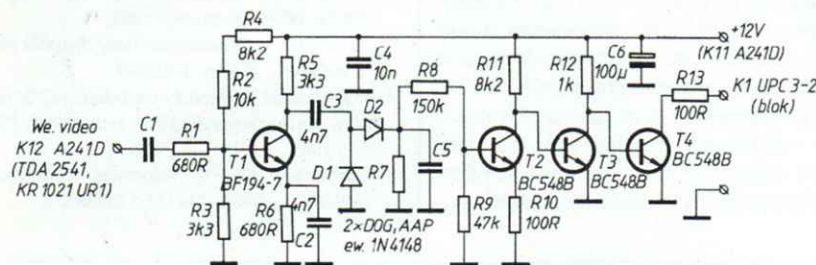 R4
8k2
R2
10k
R5
3k3
C4
10n
C3
4n7
D2
R8
150k
R11
8k2
R12
1k
C6
100µ
+12V
(K11 A241D)
R13
100R
K1 UPC 3-2
(blok)
We. video
K12 A241D
(TDA 2541,
KR 1021 UR1)
C1
R1
680R
T1
BF194-7
D1
R7
C5
T2
BC548B
T3
BC548B
T4
BC548B
R3
3k3
R6
680R
4n7
C2
2×DOG, AAP
ew. 1N4148
R9
47k
R10
100R